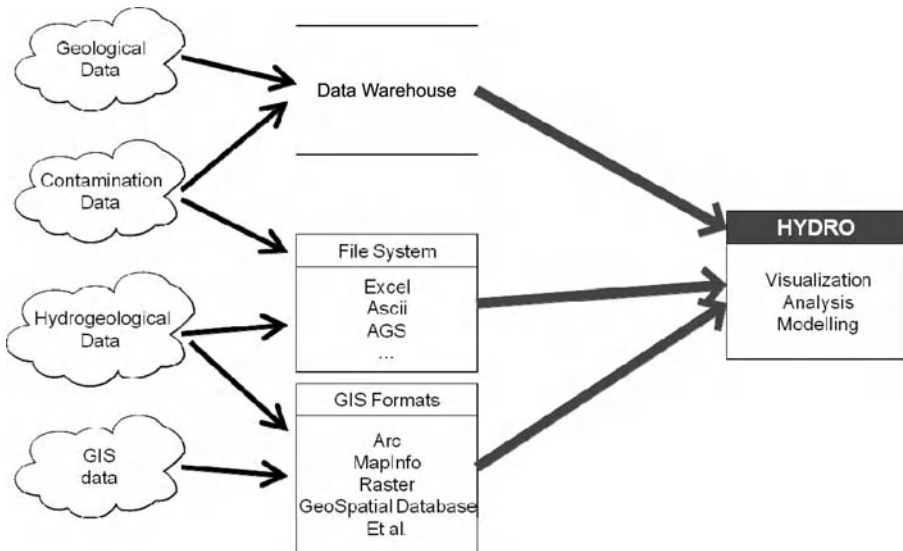 Geological
Data
Data Warehouse
Contamination
Data
File System
Excel
Ascii
AGS
...
Hydrogeological
Data
GIS Formats
Arc
MapInfo
Raster
GeoSpatial Database
Et al.
GIS
data
HYDRO
Visualization
Analysis
Modelling